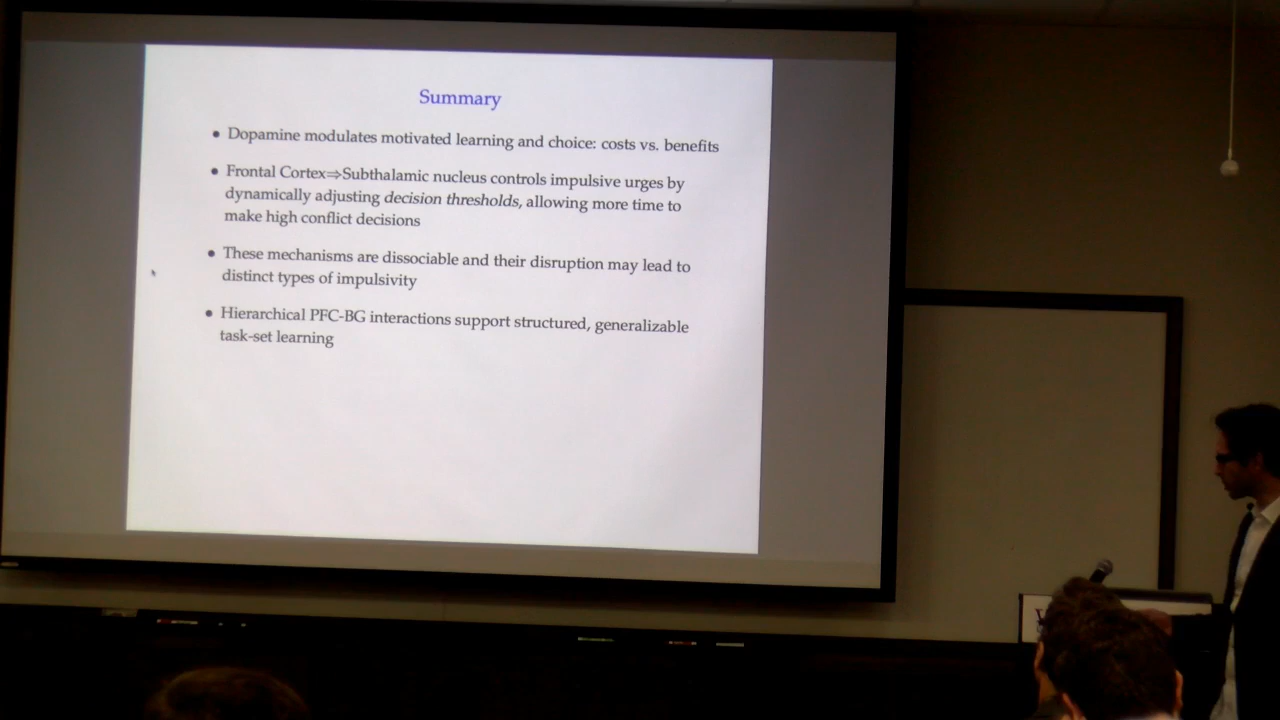 Summary
• Dopamine modulates motivated learning and choice: costs vs. benefits
• Frontal Cortex⇒Subthalamic nucleus controls impulsive urges by
dynamically adjusting decision thresholds, allowing more time to
make high conflict decisions
• These mechanisms are dissociable and their disruption may lead to
distinct types of impulsivity
• Hierarchical PFC-BG interactions support structured, generalizable
task-set learning